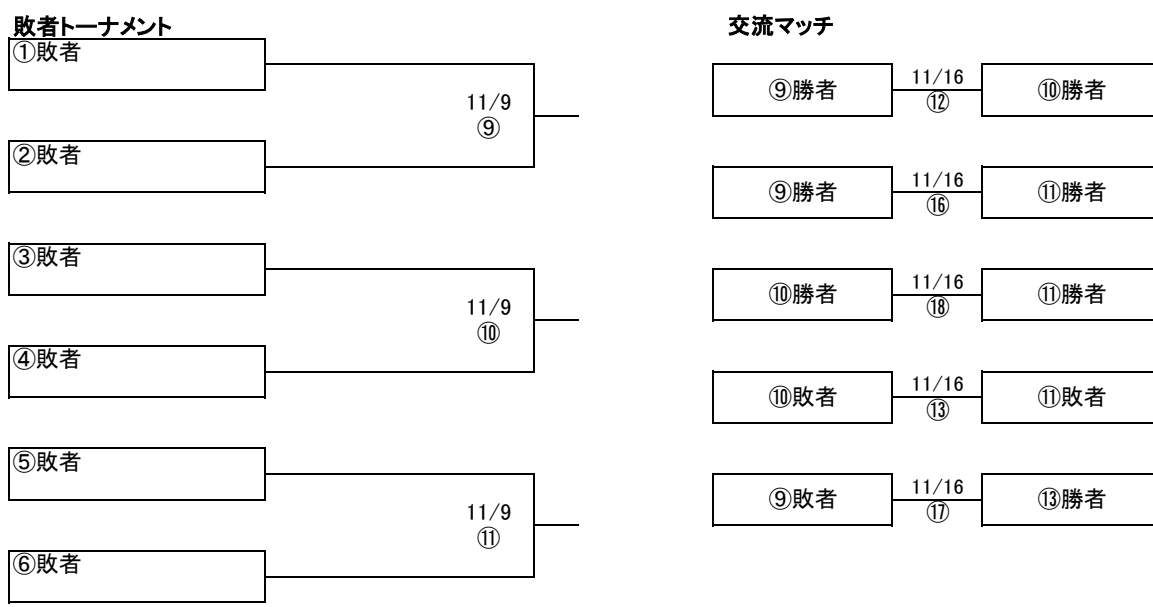 敗者トーナメント
①敗者
11/9
⑨
②敗者
③敗者
11/9
⑩
④敗者
⑤敗者
11/9
⑪
⑥敗者
交流マッチ
⑨勝者 11/16 ⑩勝者
⑫
⑨勝者 11/16 ⑪勝者
⑯
⑩勝者 11/16 ⑪勝者
⑱
⑩敗者 11/16 ⑪敗者
⑬
⑨敗者 11/16 ⑬勝者
⑰